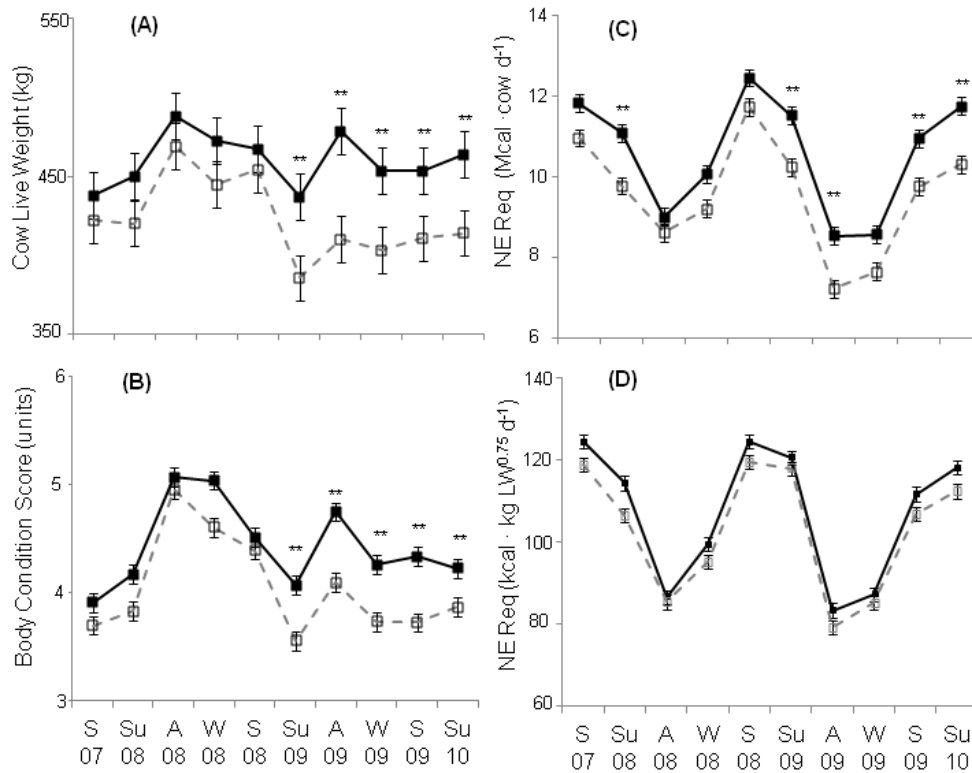 (A)
Cow Live Weight (kg)
550
450
350
**
**
**
**
**
(C)
NE Req (Mcal ·cow d-1)
14
12
10
8
6
**
**
**
**
**
(B)
Body Condition Score (units)
6
5
4
3
**
**
**
**
**
S Su A W S Su A W S Su
07 08 08 08 08 09 09 09 09 10
(D)
NE Req (kcal · kg LW0.75 d-1)
140
120
100
80
60
S Su A W S Su A W S Su
07 08 08 08 08 09 09 09 09 10